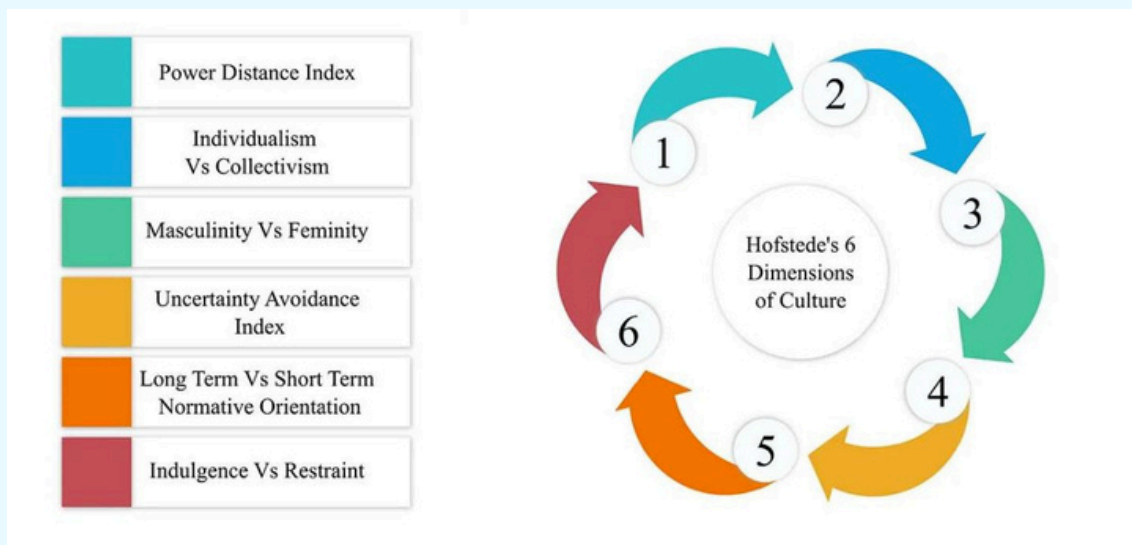 Power Distance Index
Individualism
Vs Collectivism
Masculinity Vs Feminity
Uncertainty Avoidance
Index
Long Term Vs Short Term
Normative Orientation
Indulgence Vs Restraint
1
2
3
4
5
6
Hofstede's 6
Dimensions
of Culture